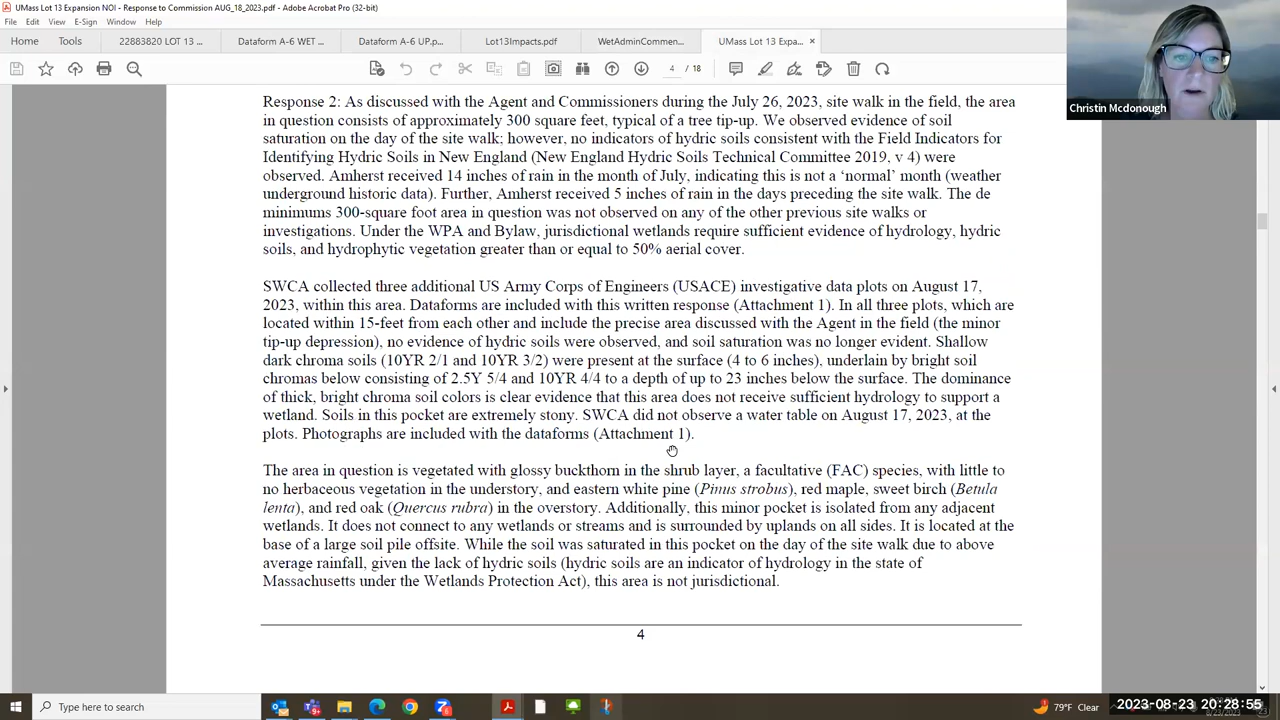 UMass Lot 13 Expansion NOI - Response to Commission AUG_18_2023.pdf - Adobe Acrobat Pro (32-bit)
File Edit View E-Sign Window Help
Home Tools 22883820 LOT 13 ... Dataform A-6 WET ... Dataform A-6 UP.p... Lot13Impacts.pdf WetAdminCommen... UMass Lot 13 Expa... ×
4 / 18
Christin Mcdonough
Response 2: As discussed with the Agent and Commissioners during the July 26, 2023, site walk in the field, the area
in question consists of approximately 300 square feet, typical of a tree tip-up. We observed evidence of soil
saturation on the day of the site walk; however, no indicators of hydric soils consistent with the Field Indicators for
Identifying Hydric Soils in New England (New England Hydric Soils Technical Committee 2019, v 4) were
observed. Amherst received 14 inches of rain in the month of July, indicating this is not a ‘normal’ month (weather
underground historic data). Further, Amherst received 5 inches of rain in the days preceding the site walk. The de
minimums 300-square foot area in question was not observed on any of the other previous site walks or
investigations. Under the WPA and Bylaw, jurisdictional wetlands require sufficient evidence of hydrology, hydric
soils, and hydrophytic vegetation greater than or equal to 50% aerial cover.
SWCA collected three additional US Army Corps of Engineers (USACE) investigative data plots on August 17,
2023, within this area. Dataforms are included with this written response (Attachment 1). In all three plots, which are
located within 15-feet from each other and include the precise area discussed with the Agent in the field (the minor
tip-up depression), no evidence of hydric soils were observed, and soil saturation was no longer evident. Shallow
dark chroma soils (10YR 2/1 and 10YR 3/2) were present at the surface (4 to 6 inches), underlain by bright soil
chromas below consisting of 2.5Y 5/4 and 10YR 4/4 to a depth of up to 23 inches below the surface. The dominance
of thick, bright chroma soil colors is clear evidence that this area does not receive sufficient hydrology to support a
wetland. Soils in this pocket are extremely stony. SWCA did not observe a water table on August 17, 2023, at the
plots. Photographs are included with the dataforms (Attachment 1).
The area in question is vegetated with glossy buckthorn in the shrub layer, a facultative (FAC) species, with little to
no herbaceous vegetation in the understory, and eastern white pine (Pinus strobus), red maple, sweet birch (Betula
lenta), and red oak (Quercus rubra) in the overstory. Additionally, this minor pocket is isolated from any adjacent
wetlands. It does not connect to any wetlands or streams and is surrounded by uplands on all sides. It is located at the
base of a large soil pile offsite. While the soil was saturated in this pocket on the day of the site walk due to above
average rainfall, given the lack of hydric soils (hydric soils are an indicator of hydrology in the state of
Massachusetts under the Wetlands Protection Act), this area is not jurisdictional.
4
Type here to search
79°F Clear
2023-08-23 20:28:55